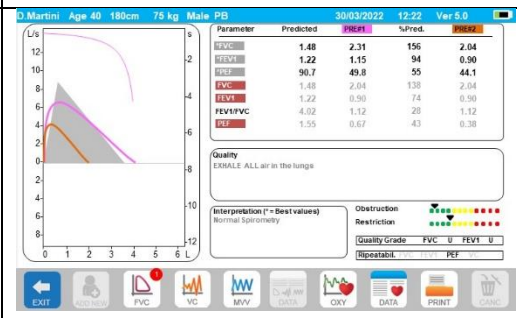 D.Martini Age 40 180cm 75 kg Male PB 30/03/2022 12:22 Ver 5.0
L/s s
12
10
8
6
4
2
0
2
4
6
8
-2
-4
-6
-8
-10
-12
0 1 2 3 4 5 6 L
Parameter Predicted PRE#1 %Pred. PRE#2
*FVC 1.48 2.31 156 2.04
*FEV1 1.22 1.15 94 0.90
*PEF 90.7 49.8 55 44.1
FVC 1.48 2.04 138 2.04
FEV1 1.22 0.90 74 0.90
FEV1/FVC 4.02 1.12 28 1.12
PEF 1.55 0.67 43 0.38
Quality
EXHALE ALL air in the lungs
Interpretation (* = Best values)
Normal Spirometry
Obstruction
Restriction
Quality Grade FVC U FEV1 U
Ripeatabil. FVC FEV1 PEF VC
EXIT
ADD NEW
1
FVC
VC
MVV
DATA
OXY
DATA
PRINT
CANC